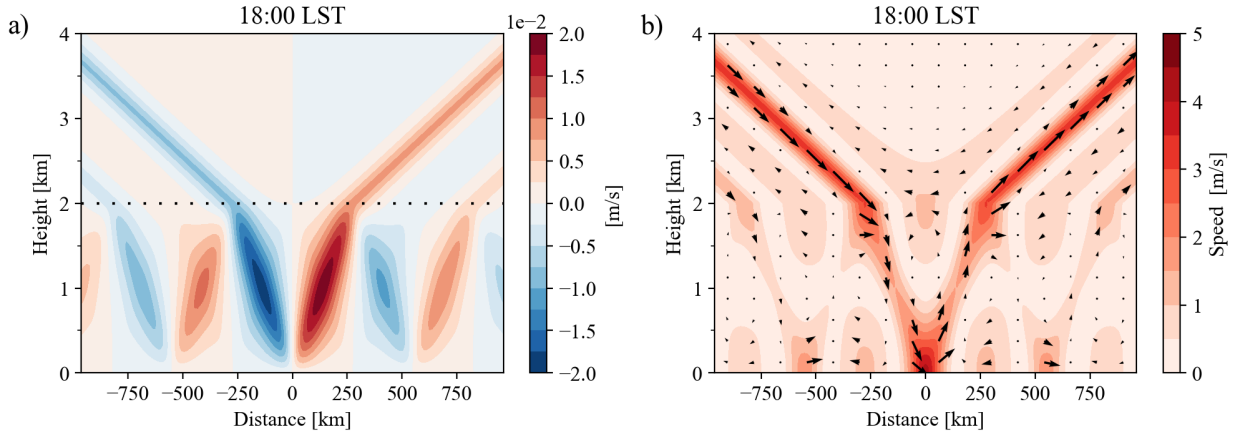 a)
18:00 LST
1e−2
4
3
2
1
0
Height [km]
−750 −500 −250 0 250 500 750
Distance [km]
2.0
1.5
1.0
0.5
0.0
−0.5
−1.0
−1.5
−2.0
[m/s]
b)
18:00 LST
4
3
2
1
0
Height [km]
−750 −500 −250 0 250 500 750
Distance [km]
5
4
3
2
1
0
Speed [m/s]